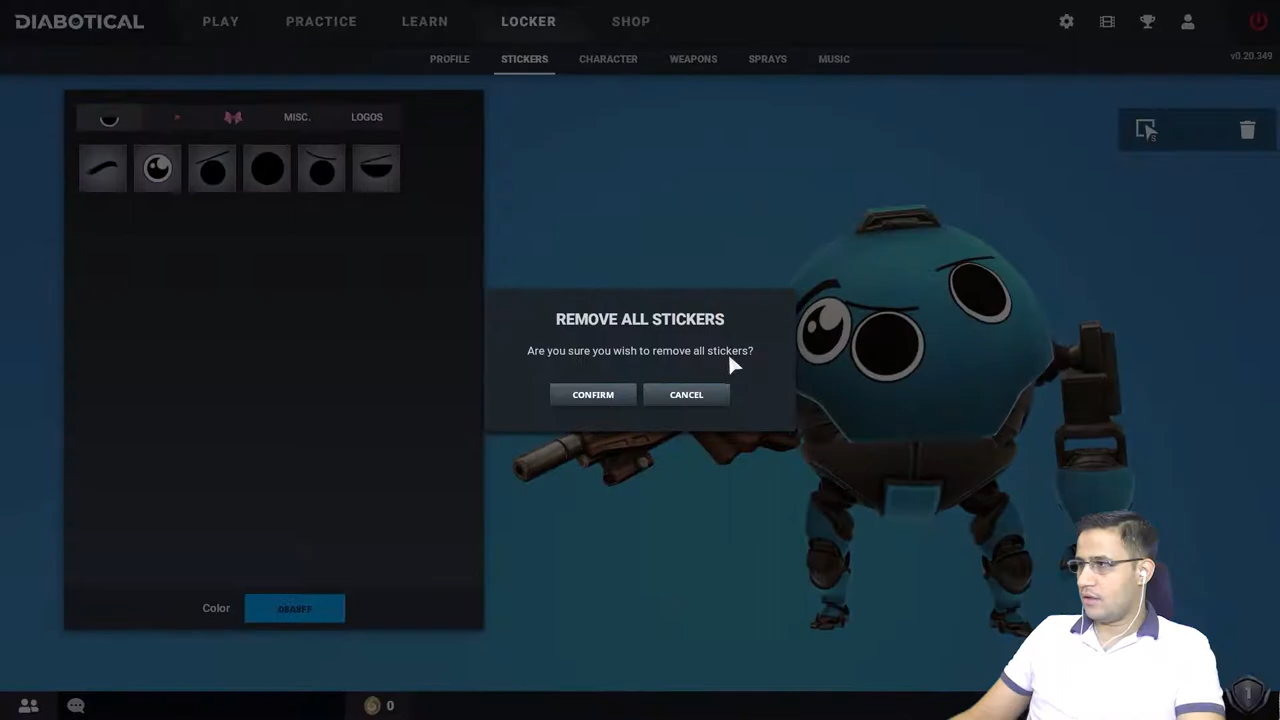 DIABOTICAL PLAY PRACTICE LEARN LOCKER SHOP
PROFILE STICKERS CHARACTER WEAPONS SPRAYS MUSIC
v0.20.349
MISC. LOGOS
REMOVE ALL STICKERS
Are you sure you wish to remove all stickers?
CONFIRM CANCEL
Color
0
1